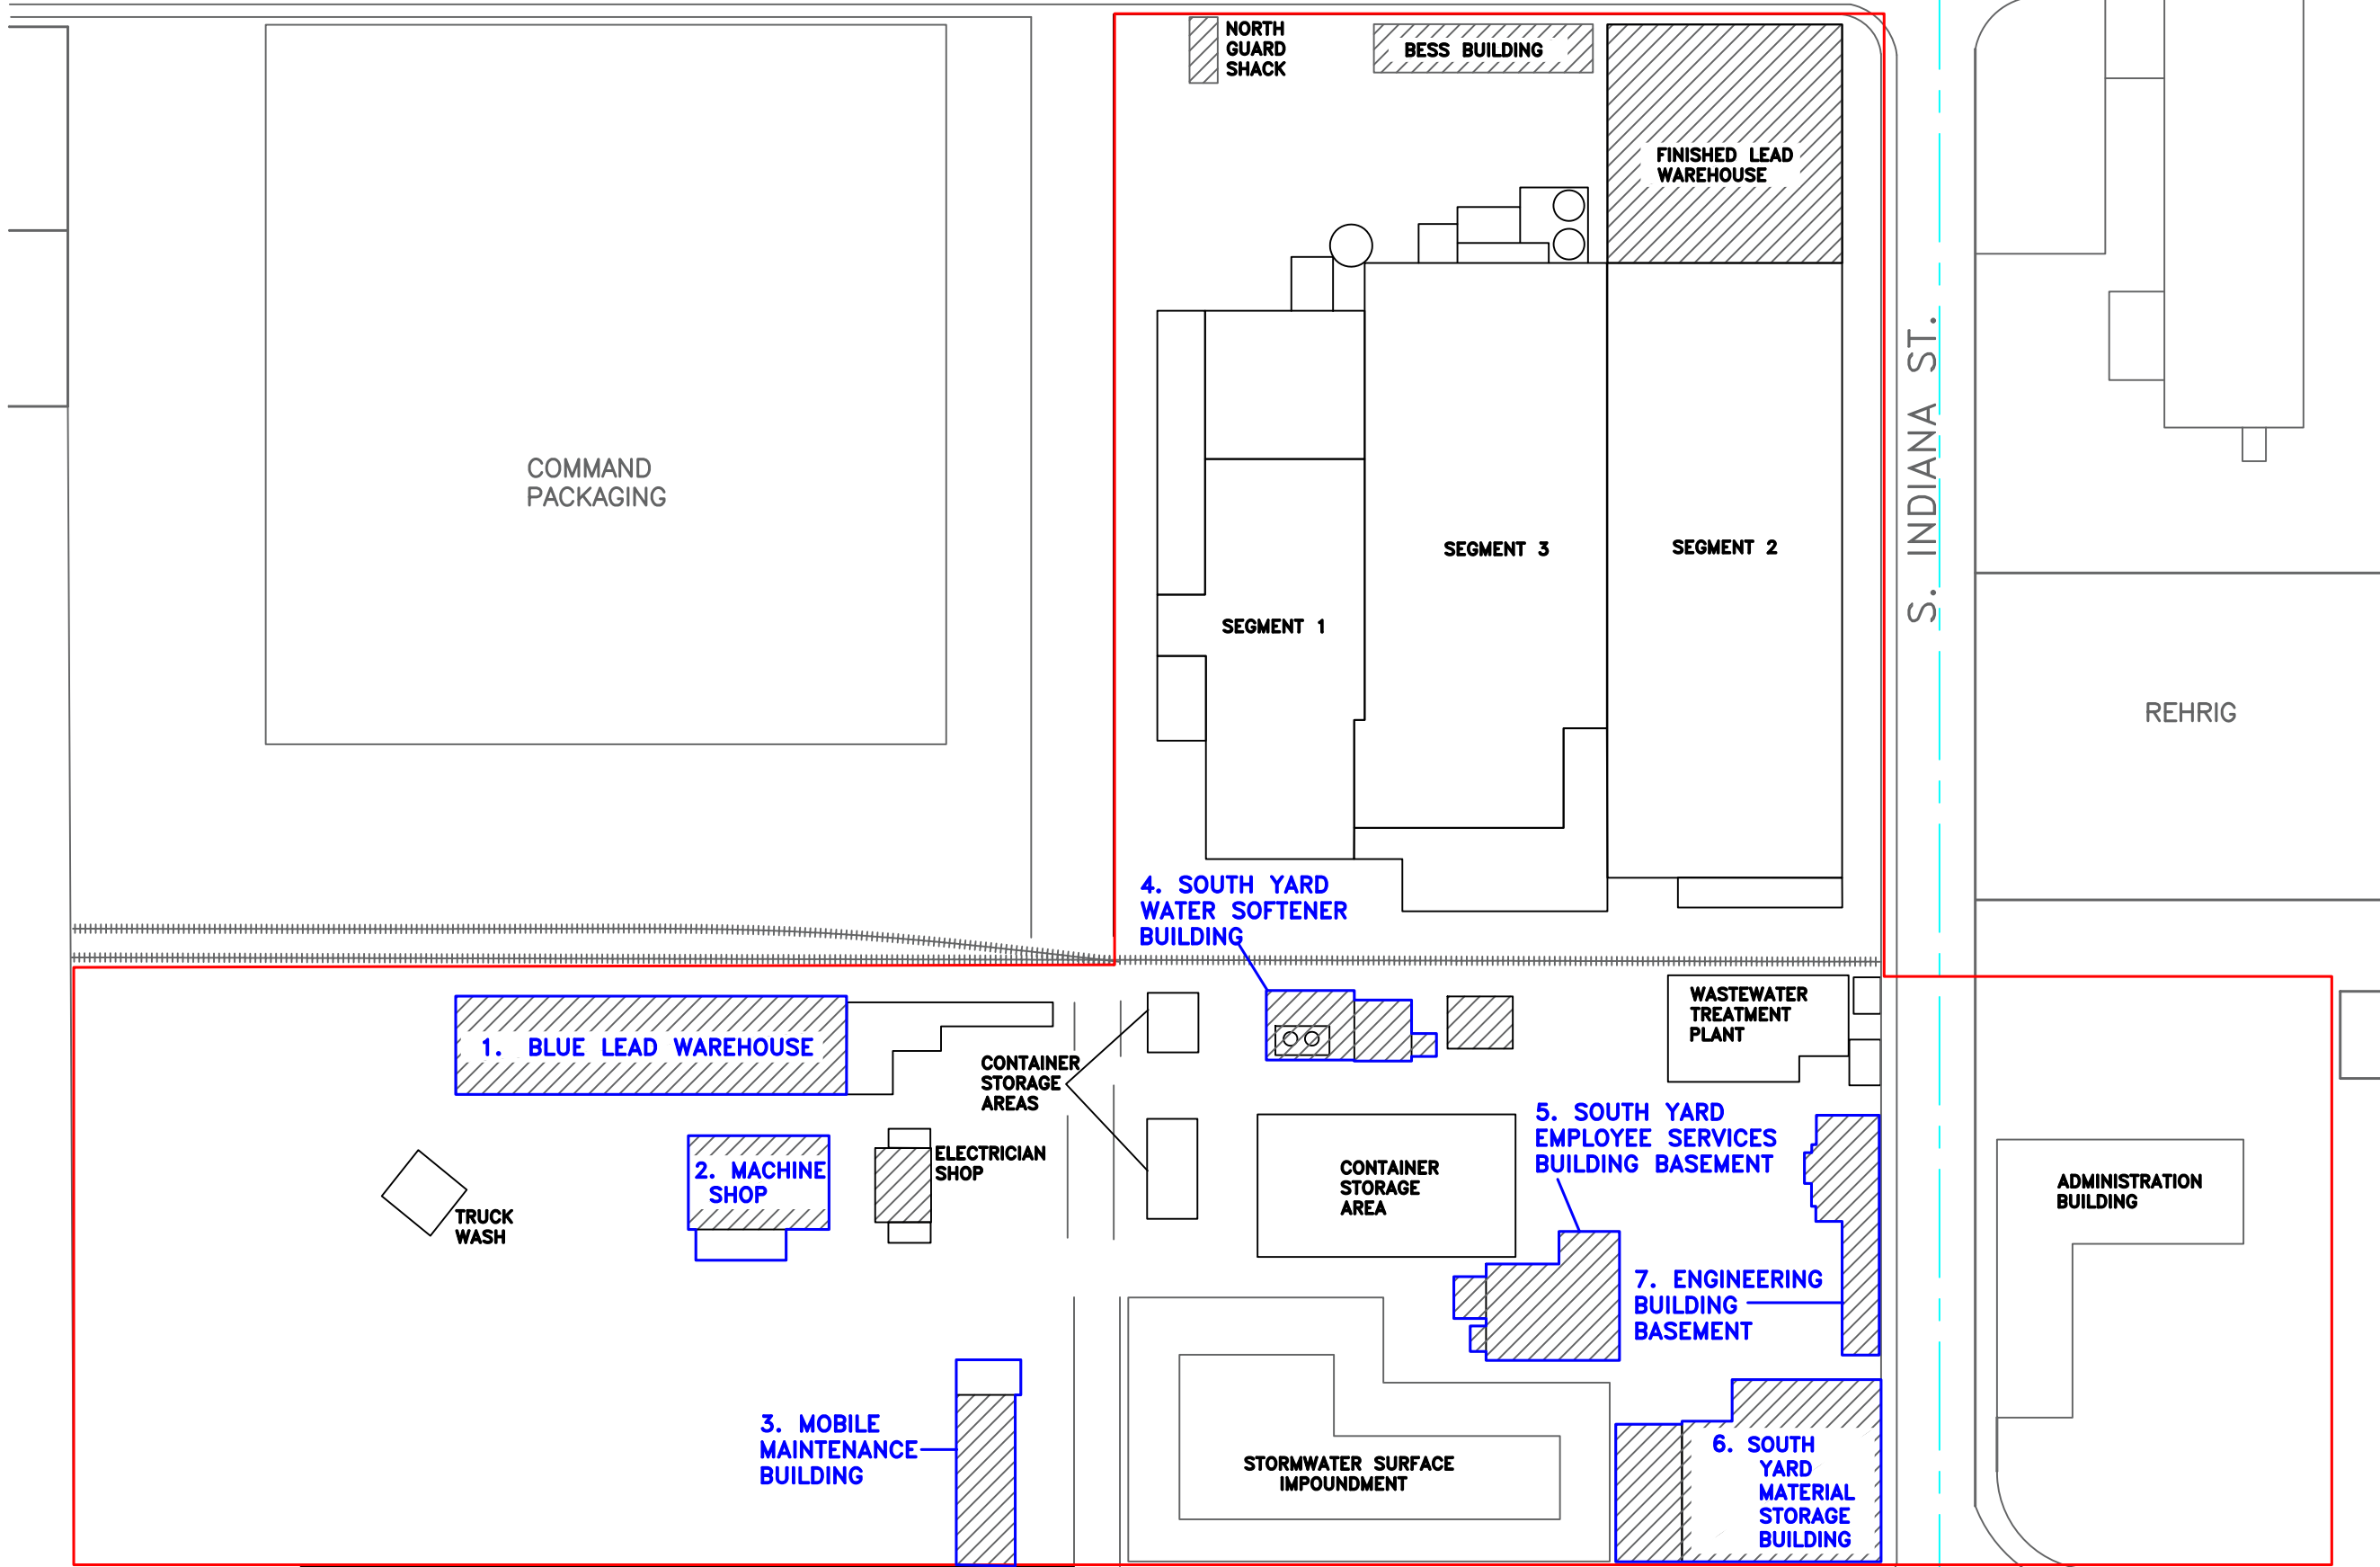 NORTH
GUARD
SHACK
BESS BUILDING
FINISHED LEAD
WAREHOUSE
COMMAND
PACKAGING
SEGMENT 3
SEGMENT 2
SEGMENT 1
S. INDIANA ST.
REHRIG
4. SOUTH YARD
WATER SOFTENER
BUILDING
WASTEWATER
TREATMENT
PLANT
1. BLUE LEAD WAREHOUSE
CONTAINER
STORAGE
AREAS
5. SOUTH YARD
EMPLOYEE SERVICES
BUILDING BASEMENT
2. MACHINE
SHOP
ELECTRICIAN
SHOP
CONTAINER
STORAGE
AREA
ADMINISTRATION
BUILDING
TRUCK
WASH
7. ENGINEERING
BUILDING
BASEMENT
3. MOBILE
MAINTENANCE
BUILDING
STORMWATER SURFACE
IMPOUNDMENT
6. SOUTH
YARD
MATERIAL
STORAGE
BUILDING